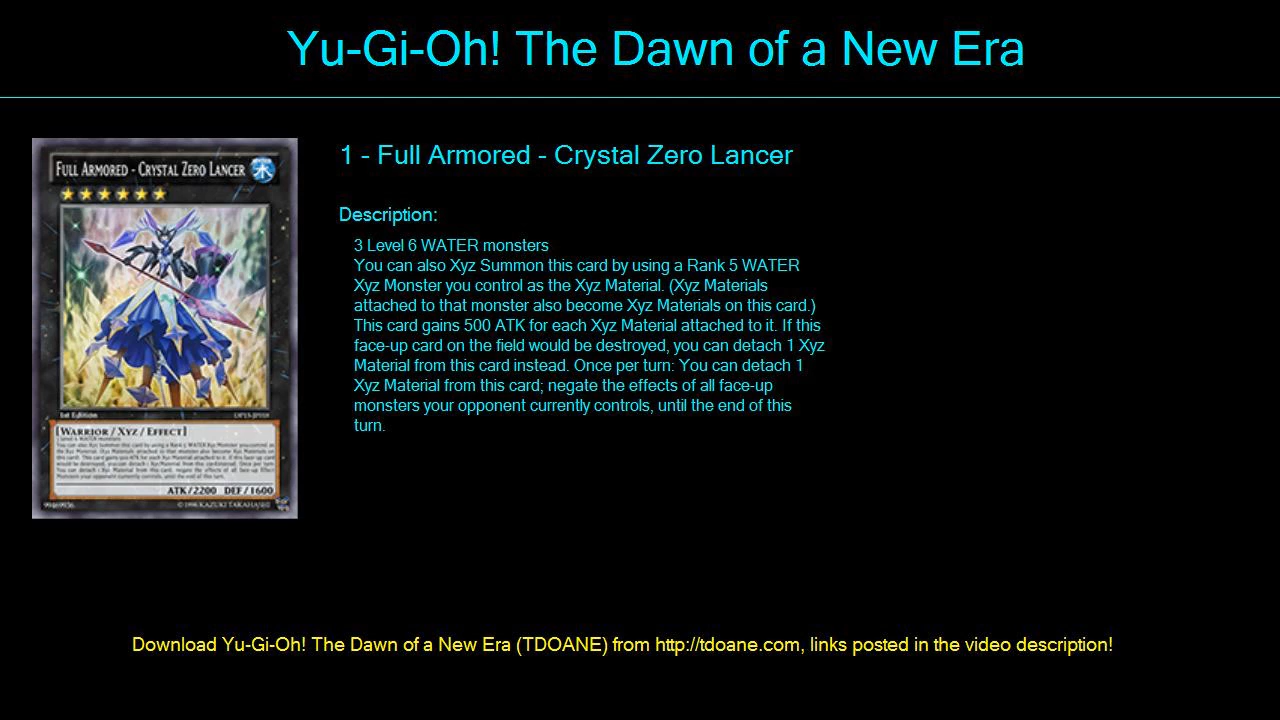 Yu-Gi-Oh! The Dawn of a New Era
FULL ARMORED - CRYSTAL ZERO LANCER
1st Edition
[WARRIOR / XYZ / EFFECT]
ATK/2200 DEF/1600
1 - Full Armored - Crystal Zero Lancer
Description:
3 Level 6 WATER monsters
You can also Xyz Summon this card by using a Rank 5 WATER
Xyz Monster you control as the Xyz Material. (Xyz Materials
attached to that monster also become Xyz Materials on this card.)
This card gains 500 ATK for each Xyz Material attached to it. If this
face-up card on the field would be destroyed, you can detach 1 Xyz
Material from this card instead. Once per turn: You can detach 1
Xyz Material from this card; negate the effects of all face-up
monsters your opponent currently controls, until the end of this
turn.
Download Yu-Gi-Oh! The Dawn of a New Era (TDOANE) from http://tdoane.com, links posted in the video description!